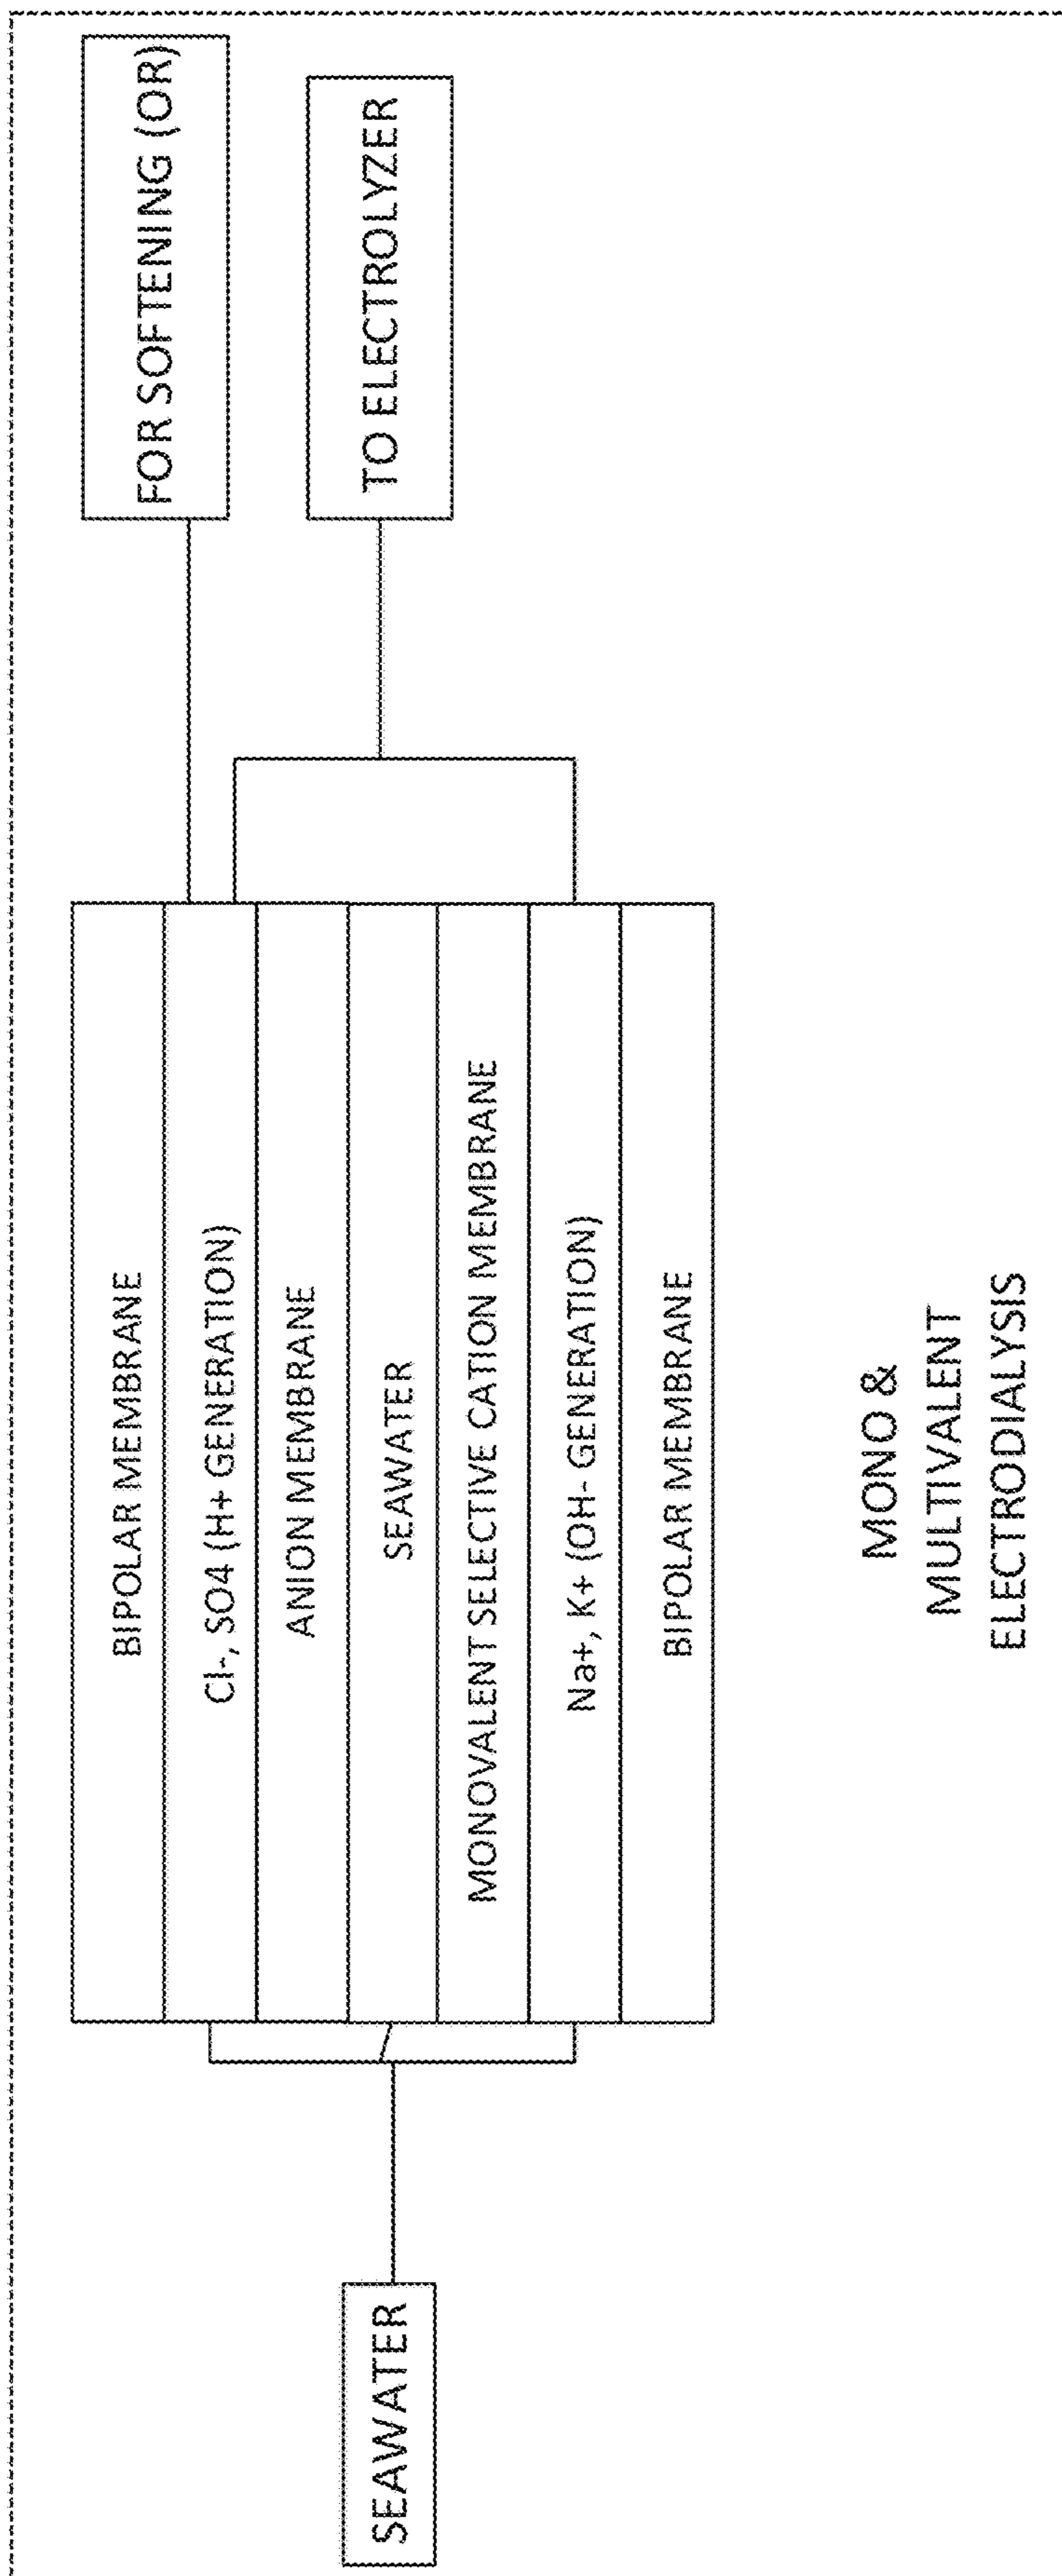 SEAWATER
BIPOLAR MEMBRANE
Cl-, SO4 (H+ GENERATION)
ANION MEMBRANE
SEAWATER
MONOVALENT SELECTIVE CATION MEMBRANE
Na+, K+ (OH- GENERATION)
BIPOLAR MEMBRANE
FOR SOFTENING (OR)
TO ELECTROLYZER
MONO &
MULTIVALENT
ELECTRODIALYSIS